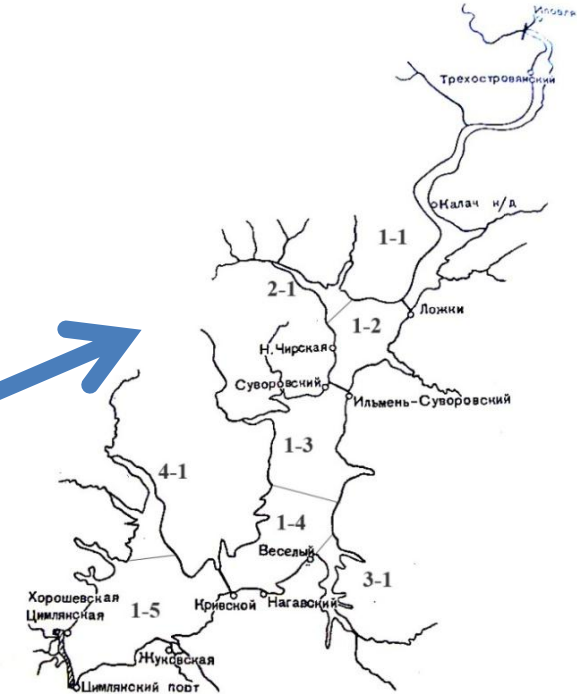 Иловля
Трехостровянский
Калач н/д
1-1
2-1
Ложки
1-2
Н.Чирская
Суворовский
Ильмень-Суворовский
1-3
4-1
1-4
Веселый
3-1
Хорошевская
Цимлянская
1-5
Кривской
Нагавский
Жуковская
Цимлянский порт